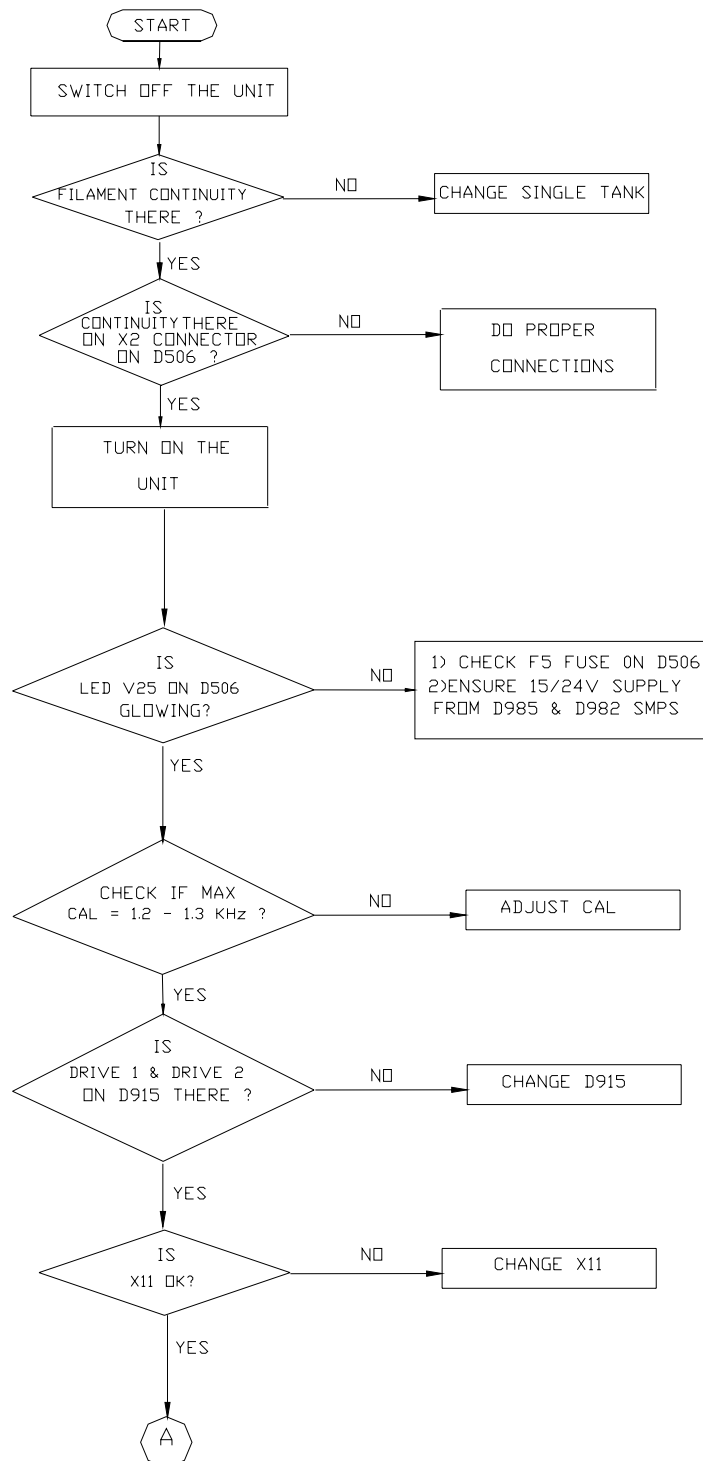 START
SWITCH OFF THE UNIT
IS
FILAMENT CONTINUITY
THERE ?
NO
CHANGE SINGLE TANK
YES
IS
CONTINUITY THERE
ON X2 CONNECTOR
ON D506 ?
NO
DO PROPER
CONNECTIONS
YES
TURN ON THE
UNIT
IS
LED V25 ON D506
GLOWING?
NO
1) CHECK F5 FUSE ON D506
2)ENSURE 15/24V SUPPLY
FROM D985 & D982 SMPS
YES
CHECK IF MAX
CAL = 1.2 - 1.3 KHz ?
NO
ADJUST CAL
YES
IS
DRIVE 1 & DRIVE 2
ON D915 THERE ?
NO
CHANGE D915
YES
IS
X11 OK?
NO
CHANGE X11
YES
A